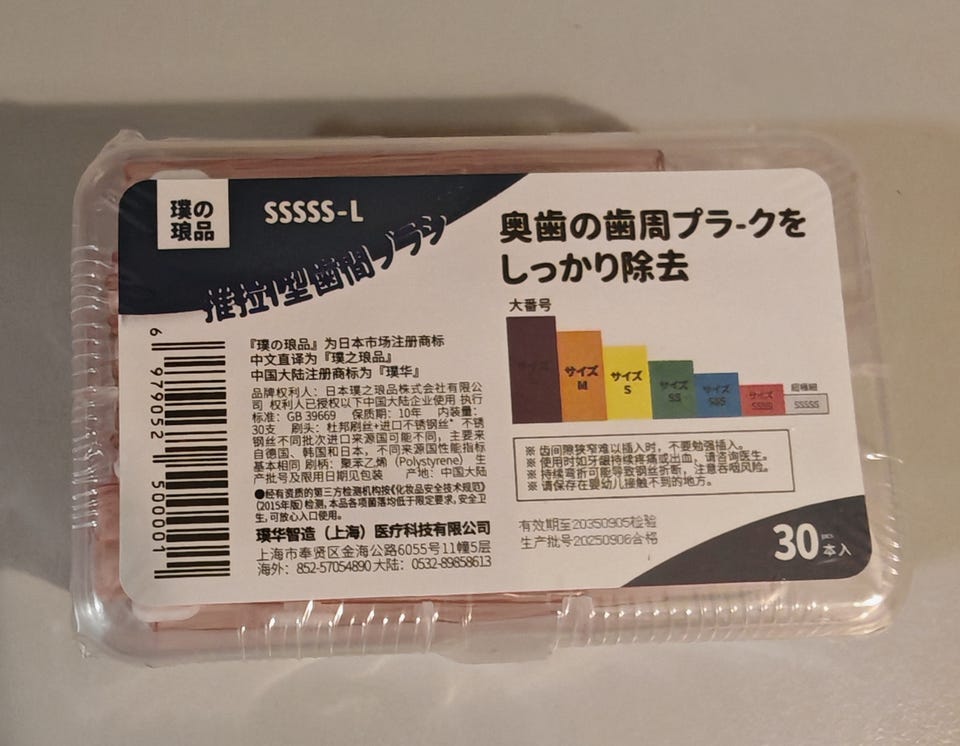 璞の
琅品
SSSSS-L
推拉I型歯間ブラシ
奥歯の歯周プラ-クを
しっかり除去
大番号
サイズ
M
サイズ
S
サイズ
SS
サイズ
SSS
サイズ
SSSS
超極細
SSSSS
『璞の琅品』为日本市场注册商标
中文直译为『璞之琅品』
中国大陆注册商标为『璞华』
品牌权利人：日本璞之琅品株式会社有限公
司 权利人已授权以下中国大陆企业使用 执行
标准：GB 39669 保质期：10年 内装量：
30支 刷头：杜邦刷丝+进口不锈钢丝* 不锈
钢丝不同批次进口来源国可能不同，主要来
自德国、韩国和日本，不同来源国性能指标
基本相同 刷柄：聚苯乙烯（Polystyrene） 生
产批号及限用日期见包装 产地：中国大陆
●经有资质的第三方检测机构按《化妆品安全技术规范》
(2015年版) 检测，本品各项菌落均低于限定要求，安全卫
生，可放心入口使用。
璞华智造（上海）医疗科技有限公司
上海市奉贤区金海公路6055号11幢5层
海外：852-57054890 大陆：0532-89858613
※ 齿间隙狭窄难以插入时，不要勉强插入。
※ 使用时如牙龈持续疼痛或出血，请咨询医生。
※ 持续弯折可能导致钢丝折断，注意吞咽风险。
※ 请保存在婴幼儿接触不到的地方。
有效期至20350905检验
生产批号20250906合格
30 pcs
本入
6 979052 500001